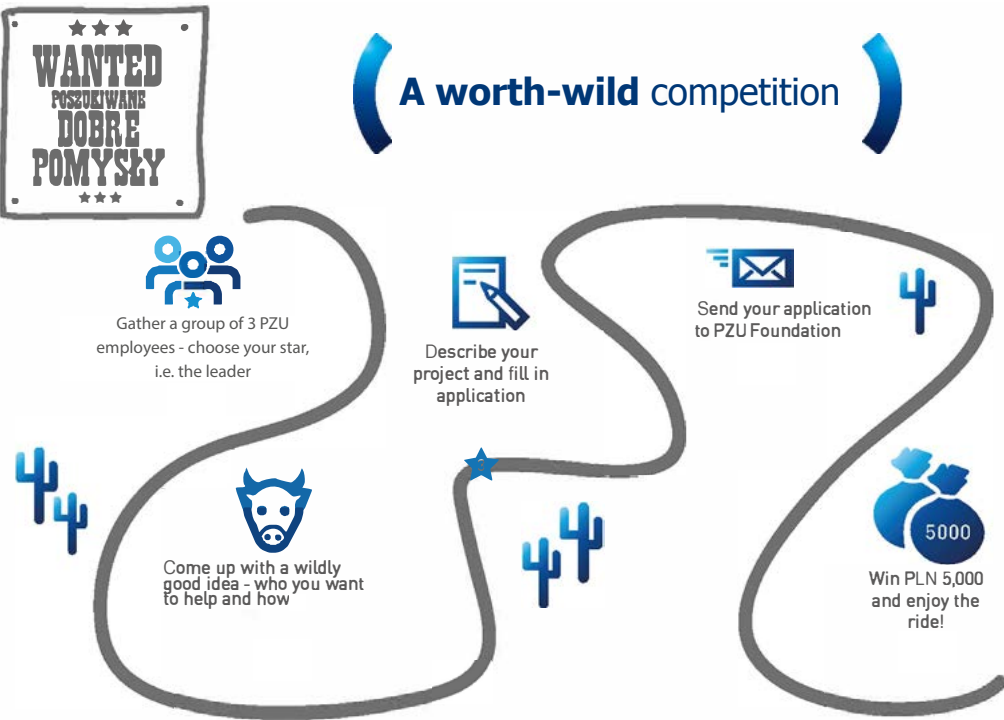 WANTED
POSZUKIWANE
DOBRE
POMYSŁY
A worth-wild competition
Gather a group of 3 PZU
employees - choose your star,
i.e. the leader
Come up with a wildly
good idea - who you want
to help and how
Describe your
project and fill in
application
Send your application
to PZU Foundation
5000
Win PLN 5,000
and enjoy the
ride!